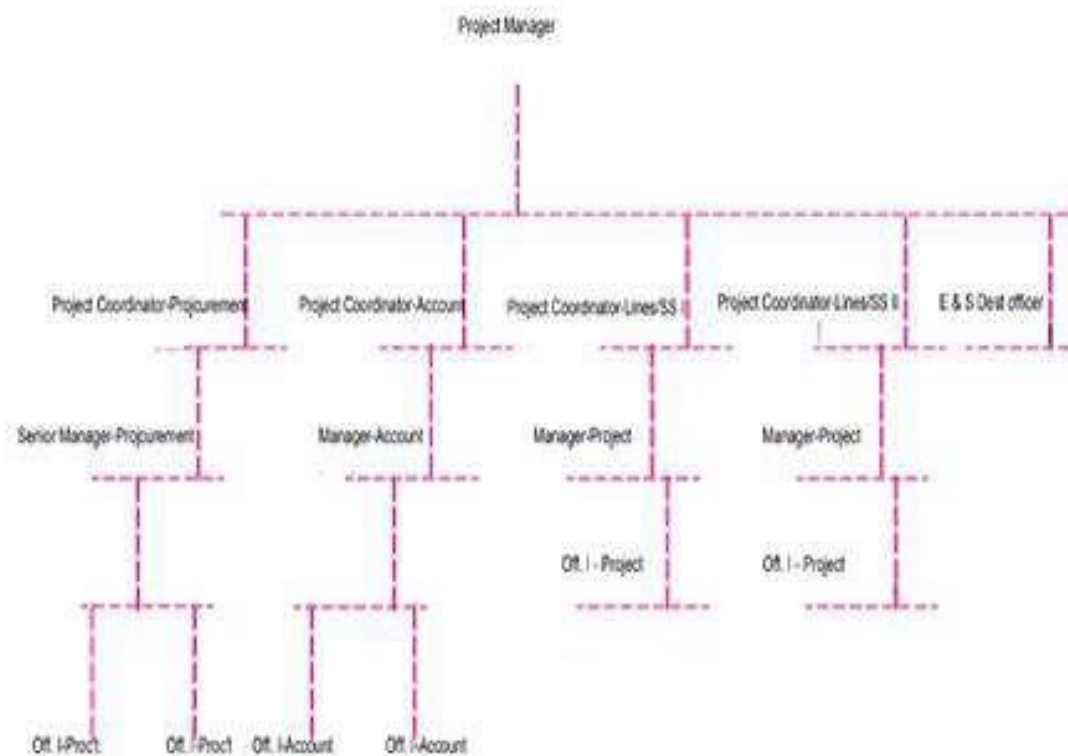 Project Manager
Project Coordinator-Projcurement
Project Coordinator-Account
Project Coordinator-Lines/SS I
Project Coordinator-Lines/SS II
E & S Dest officer
Senior Manager-Projcurement
Manager-Account
Manager-Project
Manager-Project
Off. I - Project
Off. I - Project
Off. I-Proct.
Off. I-Proct
Off. I-Account
Off. I-Account